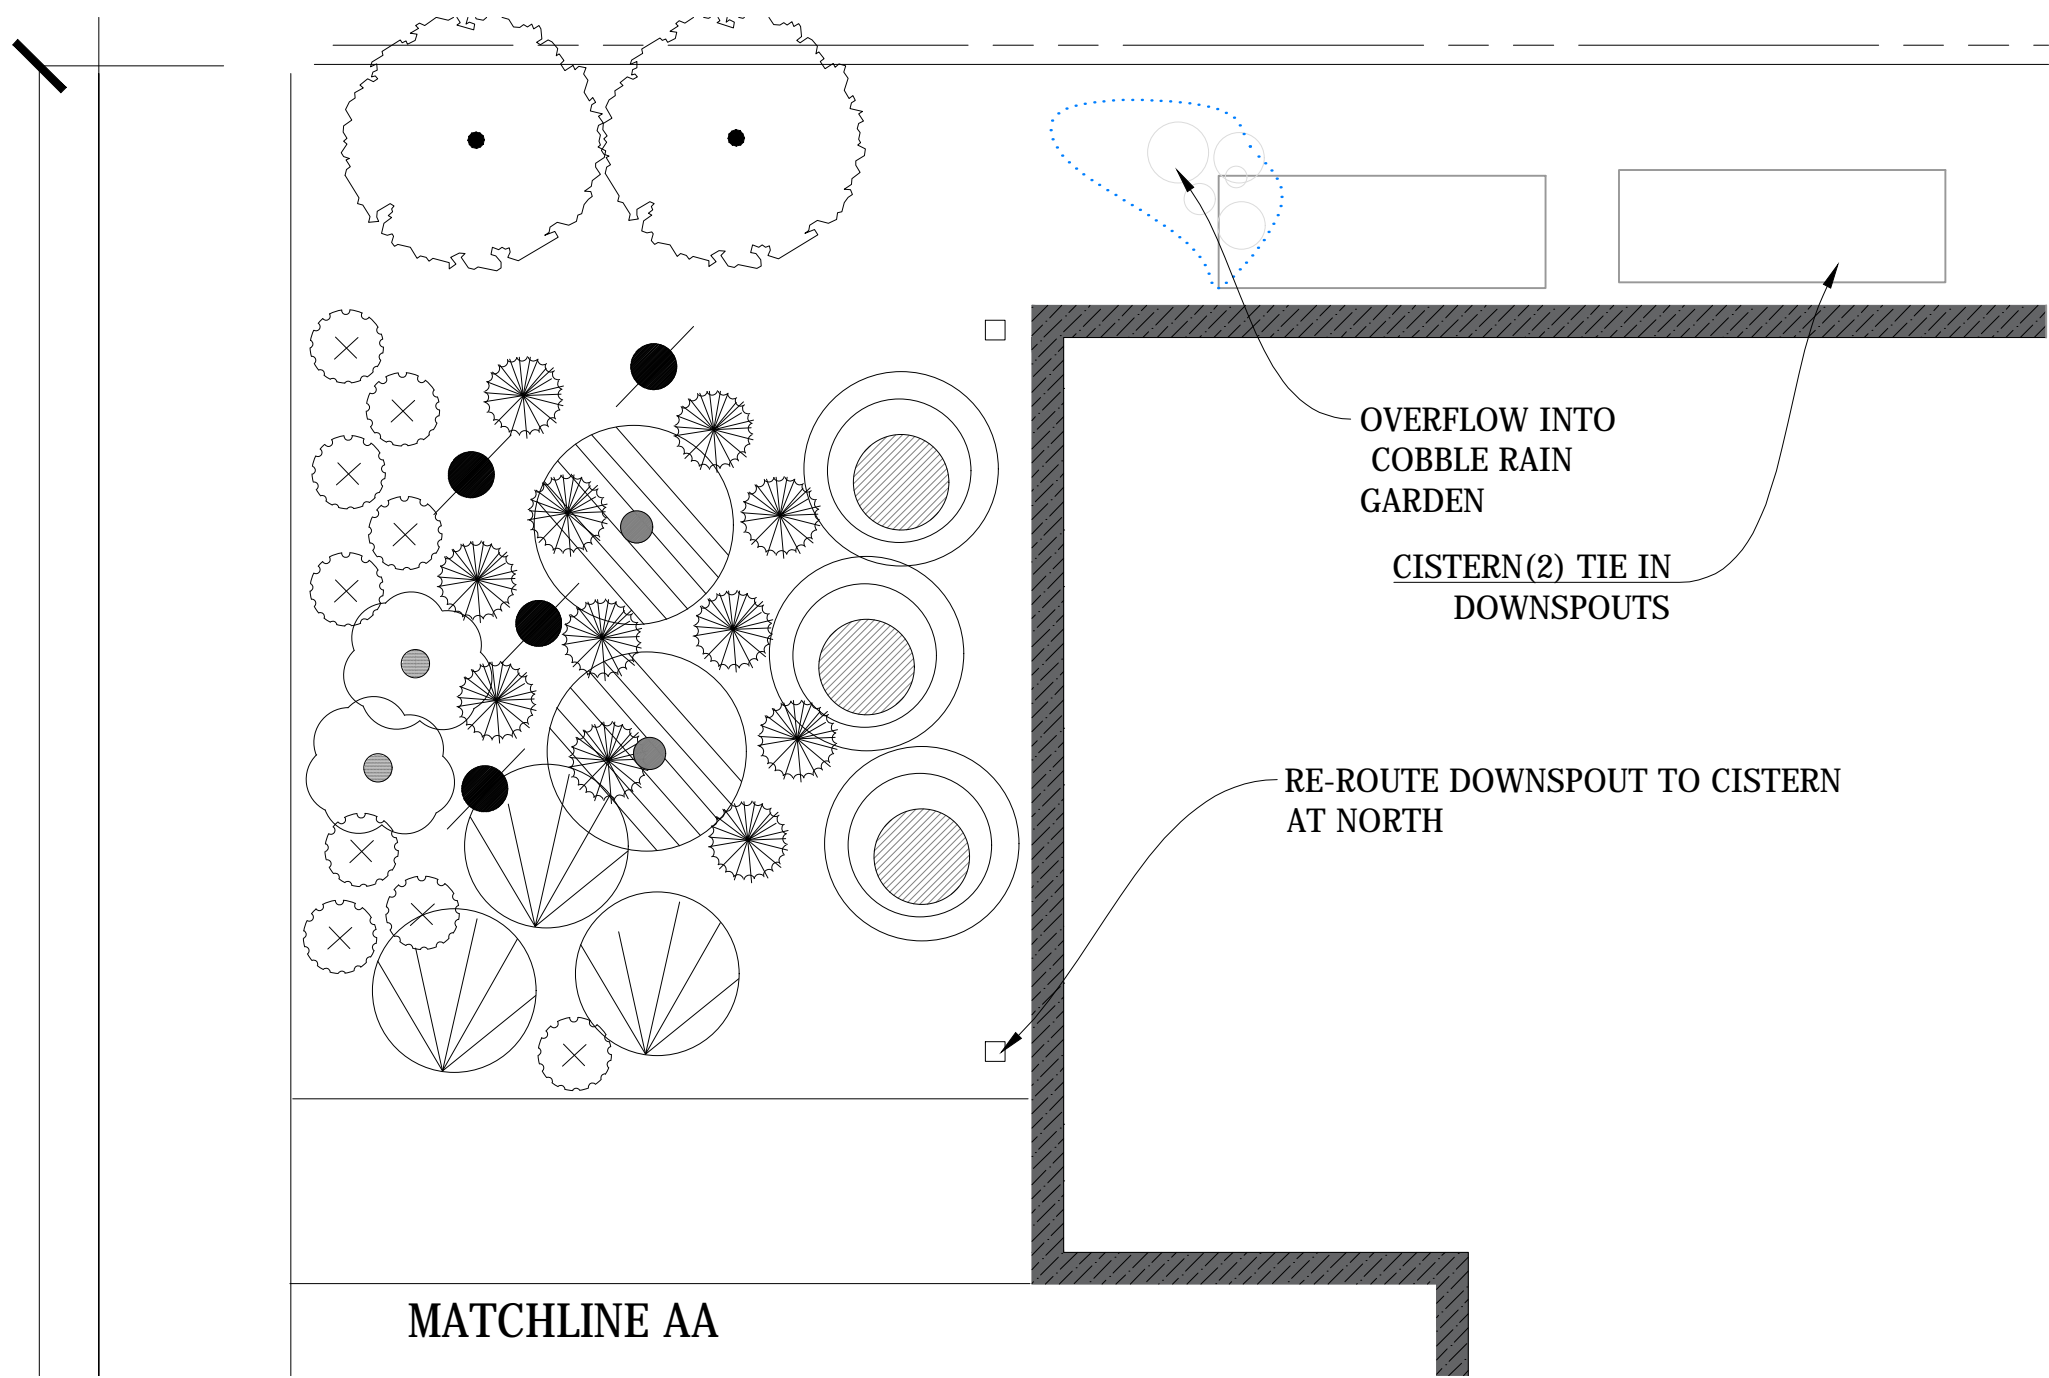 OVERFLOW INTO
COBBLE RAIN
GARDEN
CISTERN(2) TIE IN
DOWNSPOUTS
RE-ROUTE DOWNSPOUT TO CISTERN
AT NORTH
MATCHLINE AA